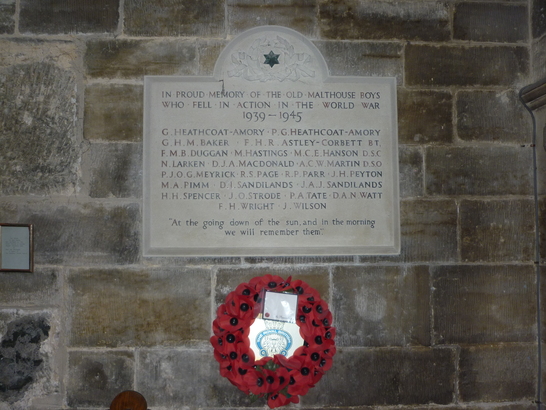 IN PROUD MEMORY OF THE OLD MALTHOUSE BOYS
WHO FELL IN ACTION IN THE WORLD WAR
1939—1945
G. HEATHCOAT-AMORY · P. G. HEATHCOAT-AMORY
G. H. M. BAKER · F. H. R. ASTLEY-CORBETT BT.
F. M. B. DUGGAN · M. HASTINGS · M. C. E. HANSON D.S.C.
N. LARKEN · D. J. A. MACDONALD · A. C. W. MARTIN D.S.O
P. J. O. G. MEYRICK · R. S. PAGE · R. P. PARR · J. H. PEYTON
M. A. PIMM · D. I. SANDILANDS · J. A. J. SANDILANDS
H. H. SPENCER · J. O. STRODE · P. A. TATE · D. A. N. WATT
F. H. WRIGHT · J. WILSON
"At the going down of the sun, and in the morning
we will remember them"